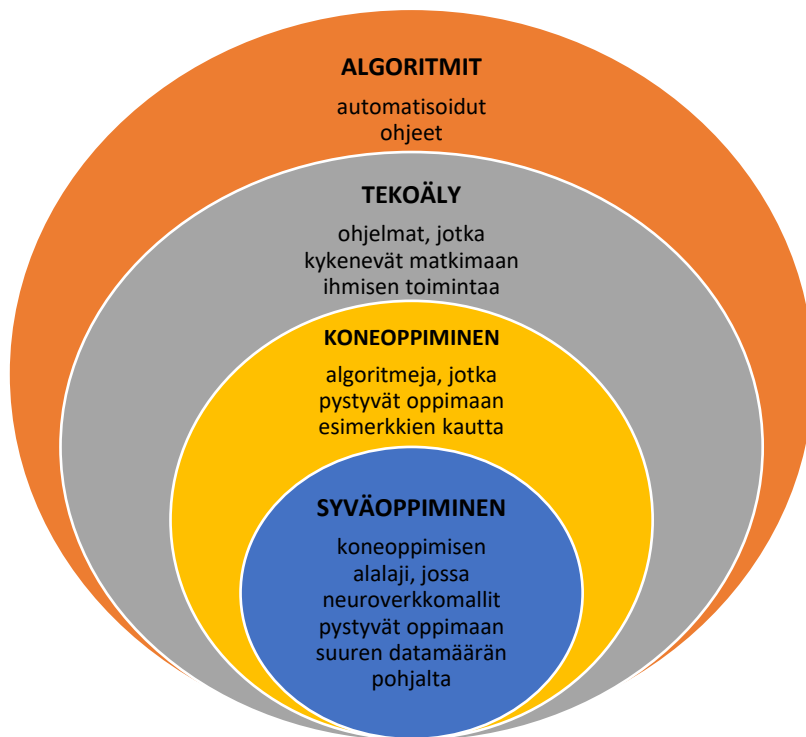 ALGORITMIT
automatisoidut
ohjeet
TEKOÄLY
ohjelmat, jotka
kykenevät matkimaan
ihmisen toimintaa
KONEOPPIMINEN
algoritmeja, jotka
pystyvät oppimaan
esimerkkien kautta
SYVÄOPPIMINEN
koneoppimisen
alalaji, jossa
neuroverkkomallit
pystyvät oppimaan
suuren datamäärän
pohjalta